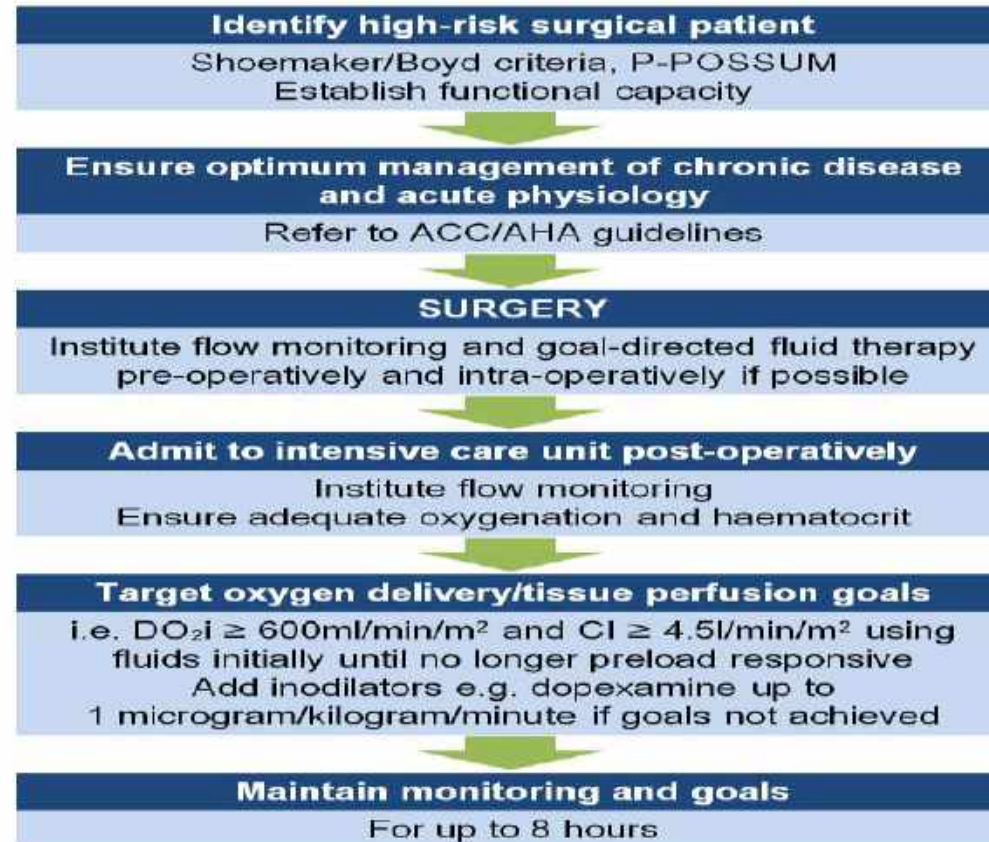 Identify high-risk surgical patient
Shoemaker/Boyd criteria, P-POSSUM
Establish functional capacity
Ensure optimum management of chronic disease
and acute physiology
Refer to ACC/AHA guidelines
SURGERY
Institute flow monitoring and goal-directed fluid therapy
pre-operatively and intra-operatively if possible
Admit to intensive care unit post-operatively
Institute flow monitoring
Ensure adequate oxygenation and haematocrit
Target oxygen delivery/tissue perfusion goals
i.e. DO₂i ≥ 600ml/min/m² and CI ≥ 4.5l/min/m² using
fluids initially until no longer preload responsive
Add inodilators e.g. dopexamine up to
1 microgram/kilogram/minute if goals not achieved
Maintain monitoring and goals
For up to 8 hours